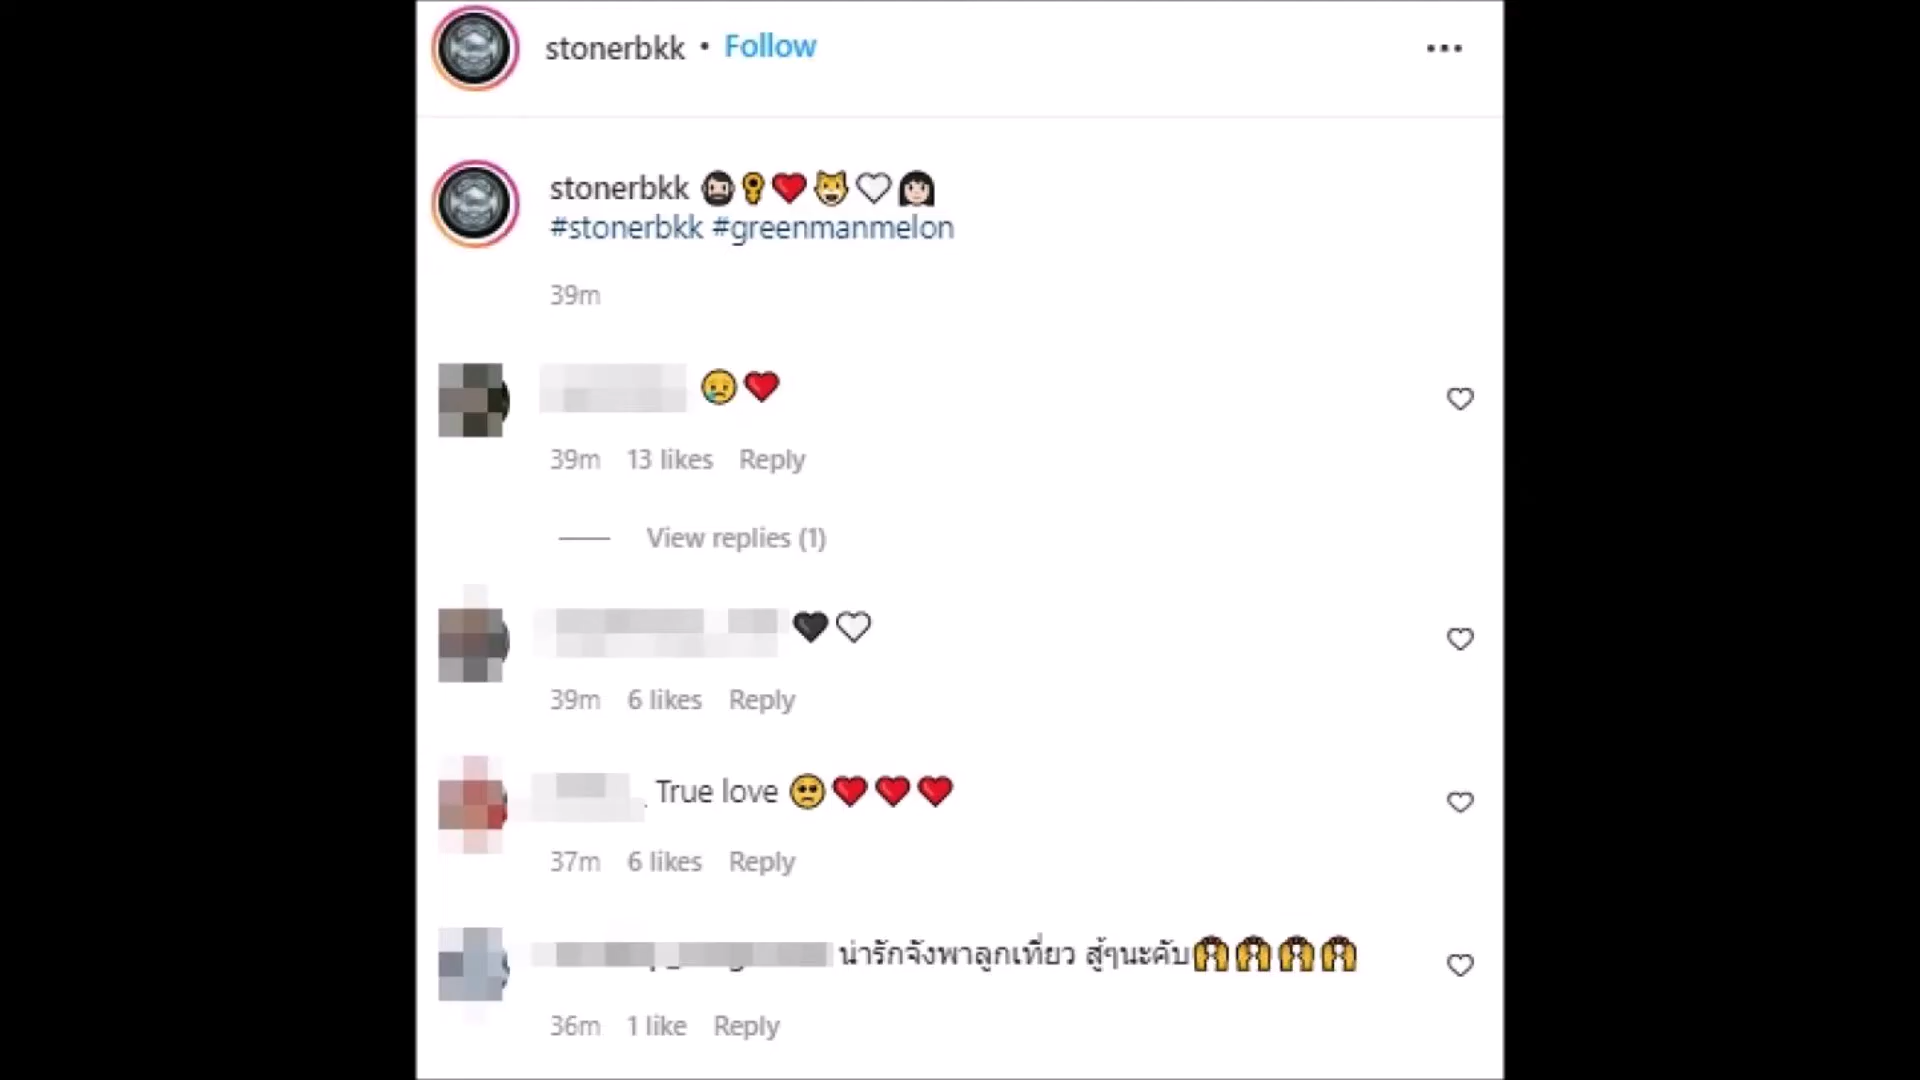 stonerbkk • Follow
stonerbkk 🧔🏻👂❤️😺🤍👩🏻
#stonerbkk #greenmanmelon
39m
😢❤️
39m 13 likes Reply
View replies (1)
🖤🤍
39m 6 likes Reply
True love 🥺❤️❤️❤️
37m 6 likes Reply
น่ารักจังพาลูกเที่ยว สู้ๆนะคับ🙌🙌🙌🙌
36m 1 like Reply